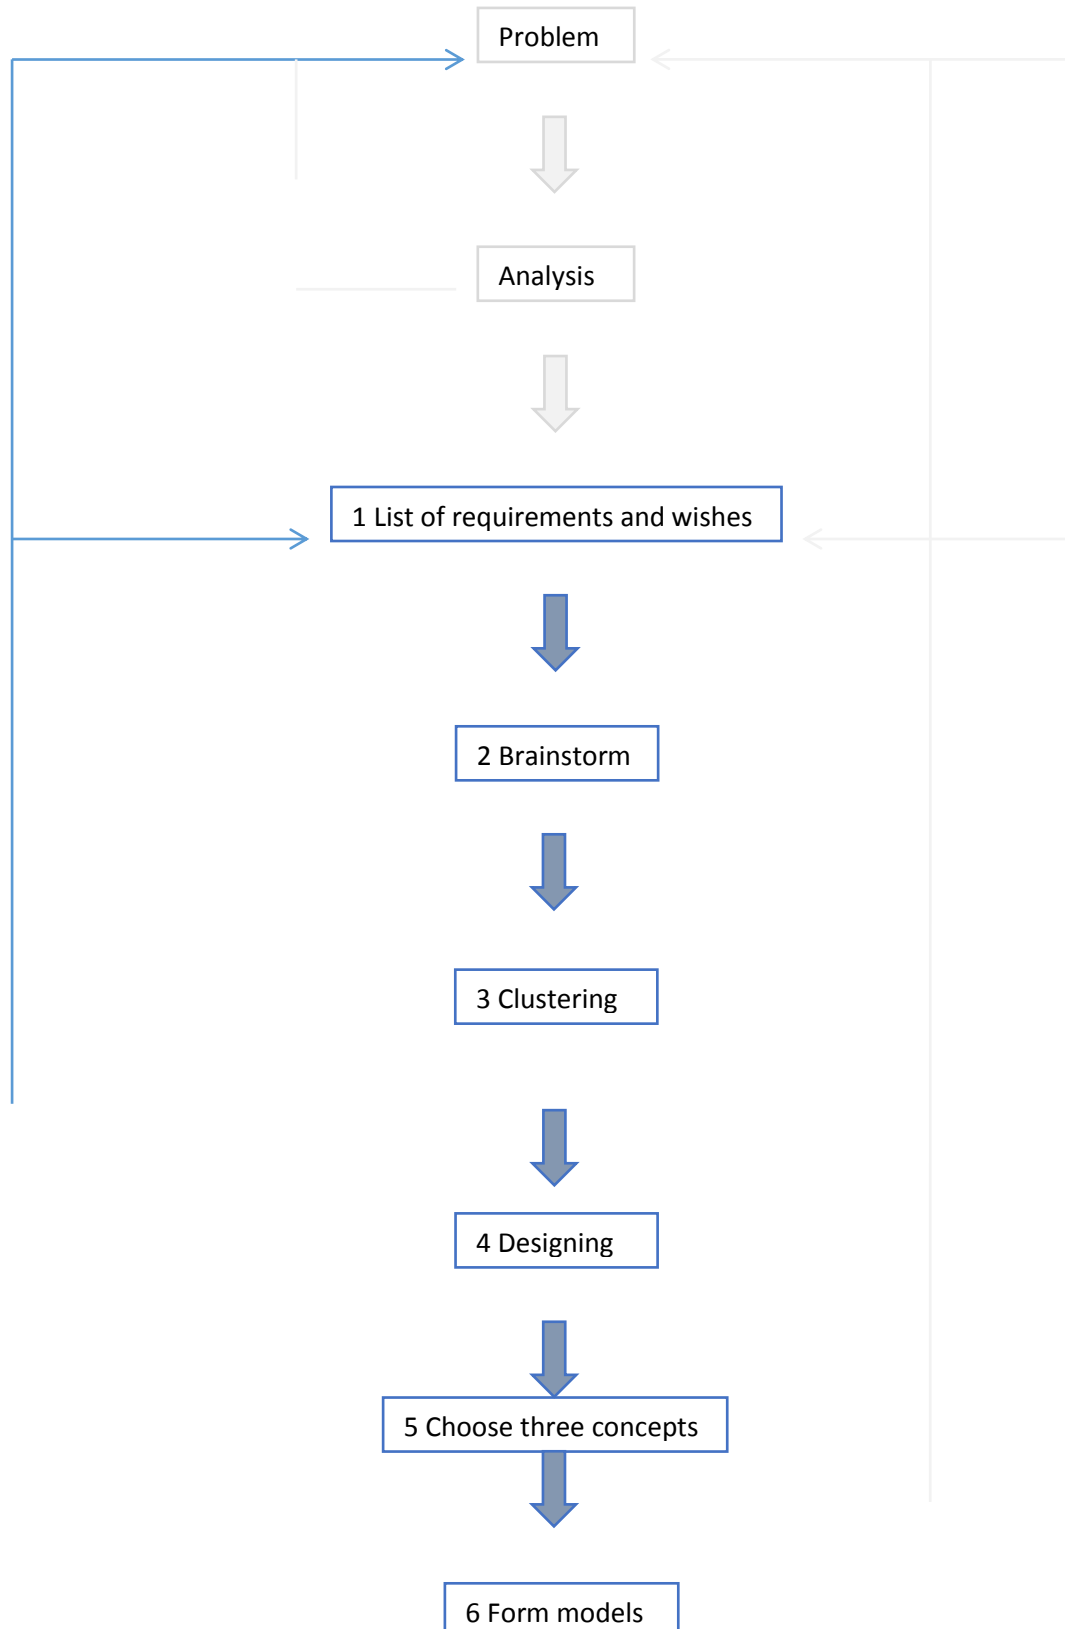 Problem
Analysis
1 List of requirements and wishes
2 Brainstorm
3 Clustering
4 Designing
5 Choose three concepts
6 Form models